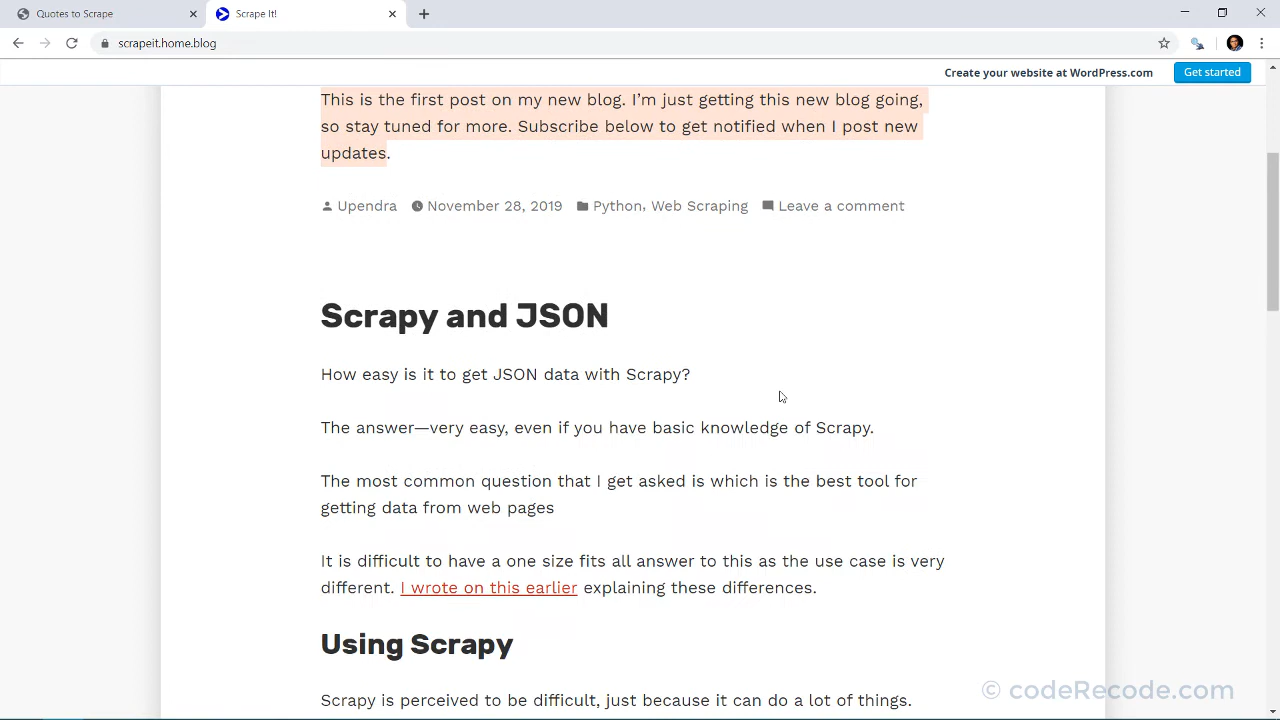 Quotes to Scrape
Scrape It!
scrapeit.home.blog
Create your website at WordPress.com
Get started
This is the first post on my new blog. I’m just getting this new blog going,
so stay tuned for more. Subscribe below to get notified when I post new
updates.
Upendra November 28, 2019 Python, Web Scraping Leave a comment
Scrapy and JSON
How easy is it to get JSON data with Scrapy?
The answer—very easy, even if you have basic knowledge of Scrapy.
The most common question that I get asked is which is the best tool for
getting data from web pages
It is difficult to have a one size fits all answer to this as the use case is very
different. I wrote on this earlier explaining these differences.
Using Scrapy
Scrapy is perceived to be difficult, just because it can do a lot of things.
© codeRecode.com